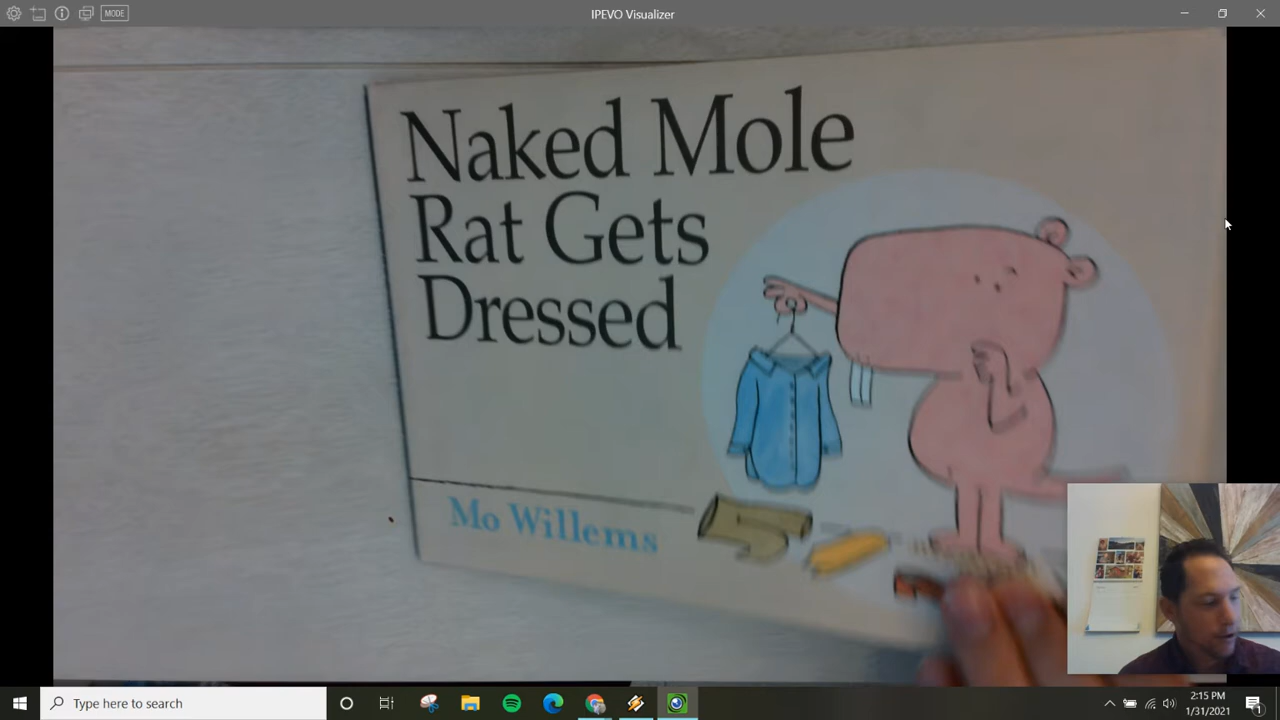 MODE
IPEVO Visualizer
Naked Mole
Rat Gets
Dressed
Mo Willems
Type here to search
2:15 PM
1/31/2021
1